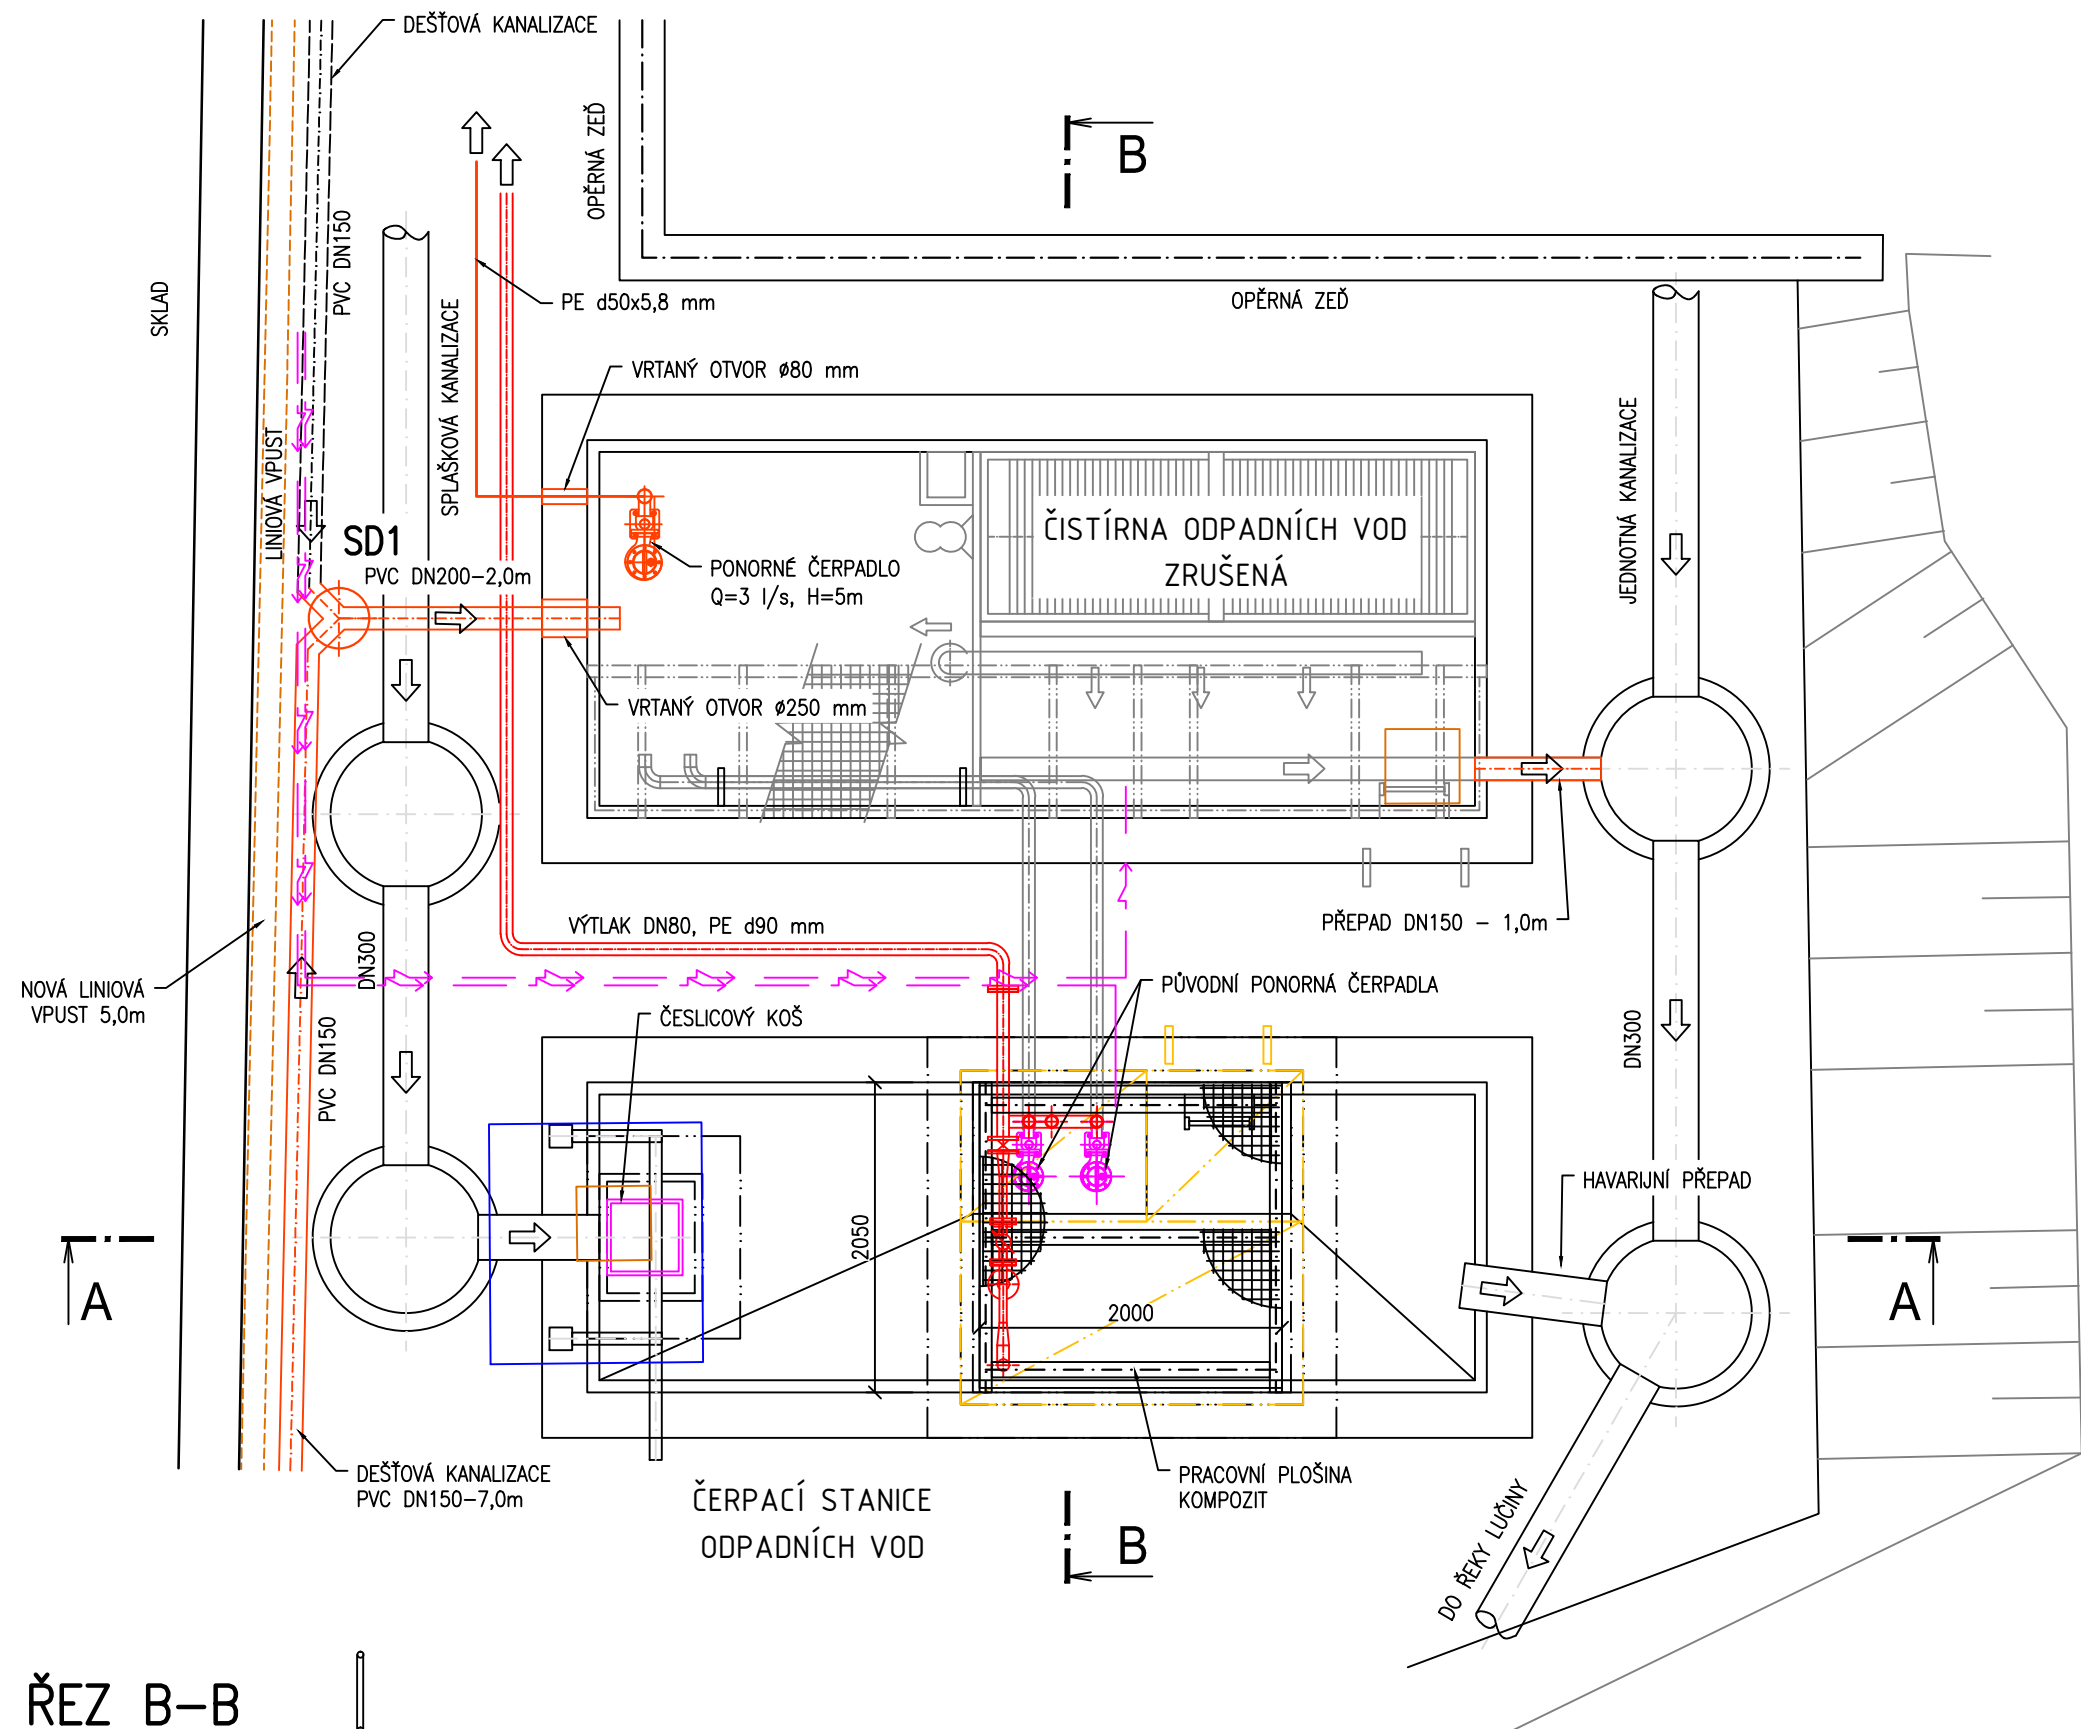 DEŠŤOVÁ KANALIZACE
OPĚRNÁ ZEĎ
B
PVC DN150
SKLAD
SPLAŠKOVÁ KANALIZACE
PE d50x5,8 mm
OPĚRNÁ ZEĎ
VRTANÝ OTVOR ø80 mm
JEDNOTNÁ KANALIZACE
LINIOVÁ VPUST
SD1
PVC DN200-2,0m
ČISTÍRNA ODPADNÍCH VOD
ZRUŠENÁ
PONORNÉ ČERPADLO
Q=3 l/s, H=5m
VRTANÝ OTVOR ø250 mm
VÝTLAK DN80, PE d90 mm
PŘEPAD DN150 - 1,0m
DN300
NOVÁ LINIOVÁ
VPUST 5,0m
PŮVODNÍ PONORNÁ ČERPADLA
ČESLICOVÝ KOŠ
PVC DN150
DN300
HAVARIJNÍ PŘEPAD
2050
2000
A
A
DEŠŤOVÁ KANALIZACE
PVC DN150-7,0m
PRACOVNÍ PLOŠINA
KOMPOZIT
ČERPACÍ STANICE
ODPADNÍCH VOD
B
DO ŘEKY LUČINY
ŘEZ B-B